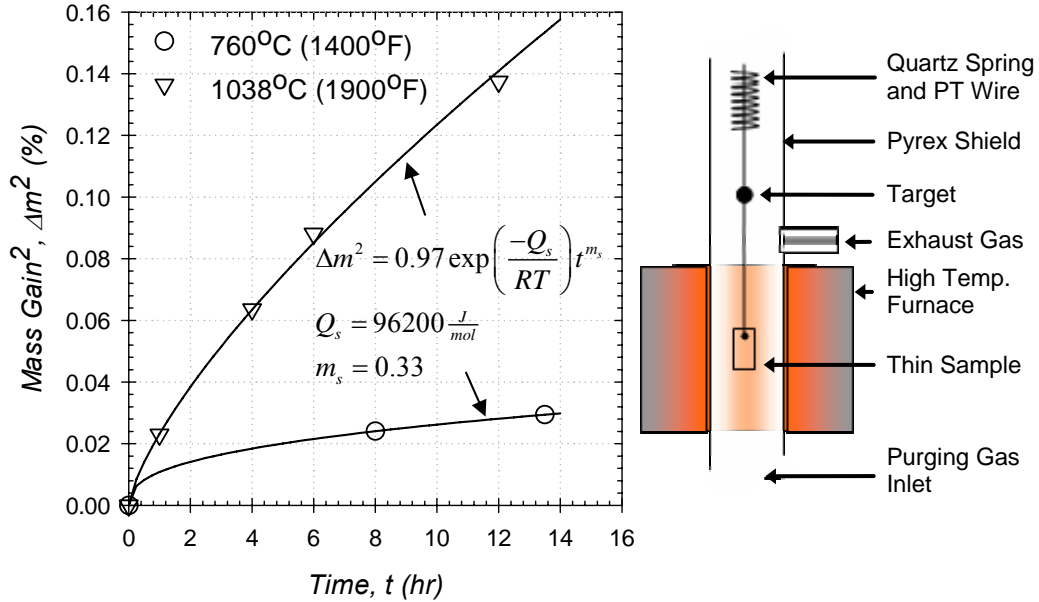 0.16
0.14
0.12
0.10
0.08
0.06
0.04
0.02
0.00
Mass Gain², Δm² (%)
760°C (1400°F)
1038°C (1900°F)
Δm² = 0.97 exp(-Qₛ/RT) t^mₛ
Qₛ = 96200 J/mol
mₛ = 0.33
0 2 4 6 8 10 12 14 16
Time, t (hr)
Quartz Spring
and PT Wire
Pyrex Shield
Target
Exhaust Gas
High Temp.
Furnace
Thin Sample
Purging Gas
Inlet